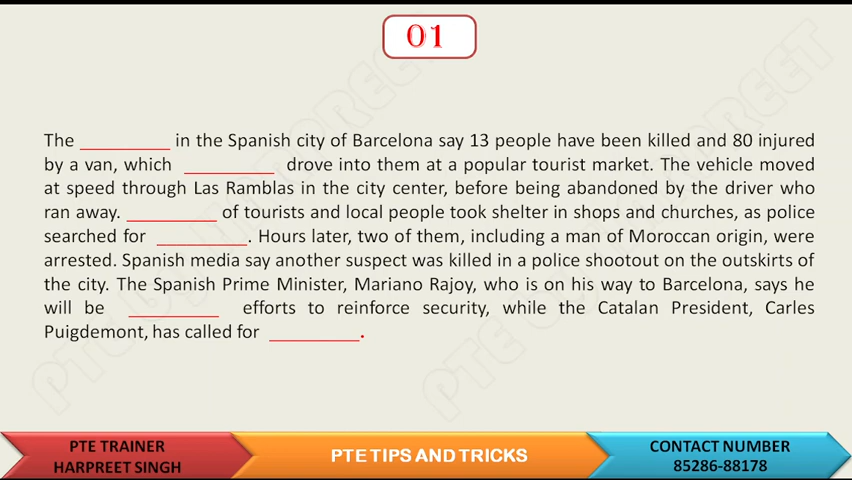 01
The __________ in the Spanish city of Barcelona say 13 people have been killed and 80 injured
by a van, which __________ drove into them at a popular tourist market. The vehicle moved
at speed through Las Ramblas in the city center, before being abandoned by the driver who
ran away. __________ of tourists and local people took shelter in shops and churches, as police
searched for __________. Hours later, two of them, including a man of Moroccan origin, were
arrested. Spanish media say another suspect was killed in a police shootout on the outskirts of
the city. The Spanish Prime Minister, Mariano Rajoy, who is on his way to Barcelona, says he
will be __________ efforts to reinforce security, while the Catalan President, Carles
Puigdemont, has called for __________.
PTE TRAINER
HARPREET SINGH
PTE TIPS AND TRICKS
CONTACT NUMBER
85286-88178